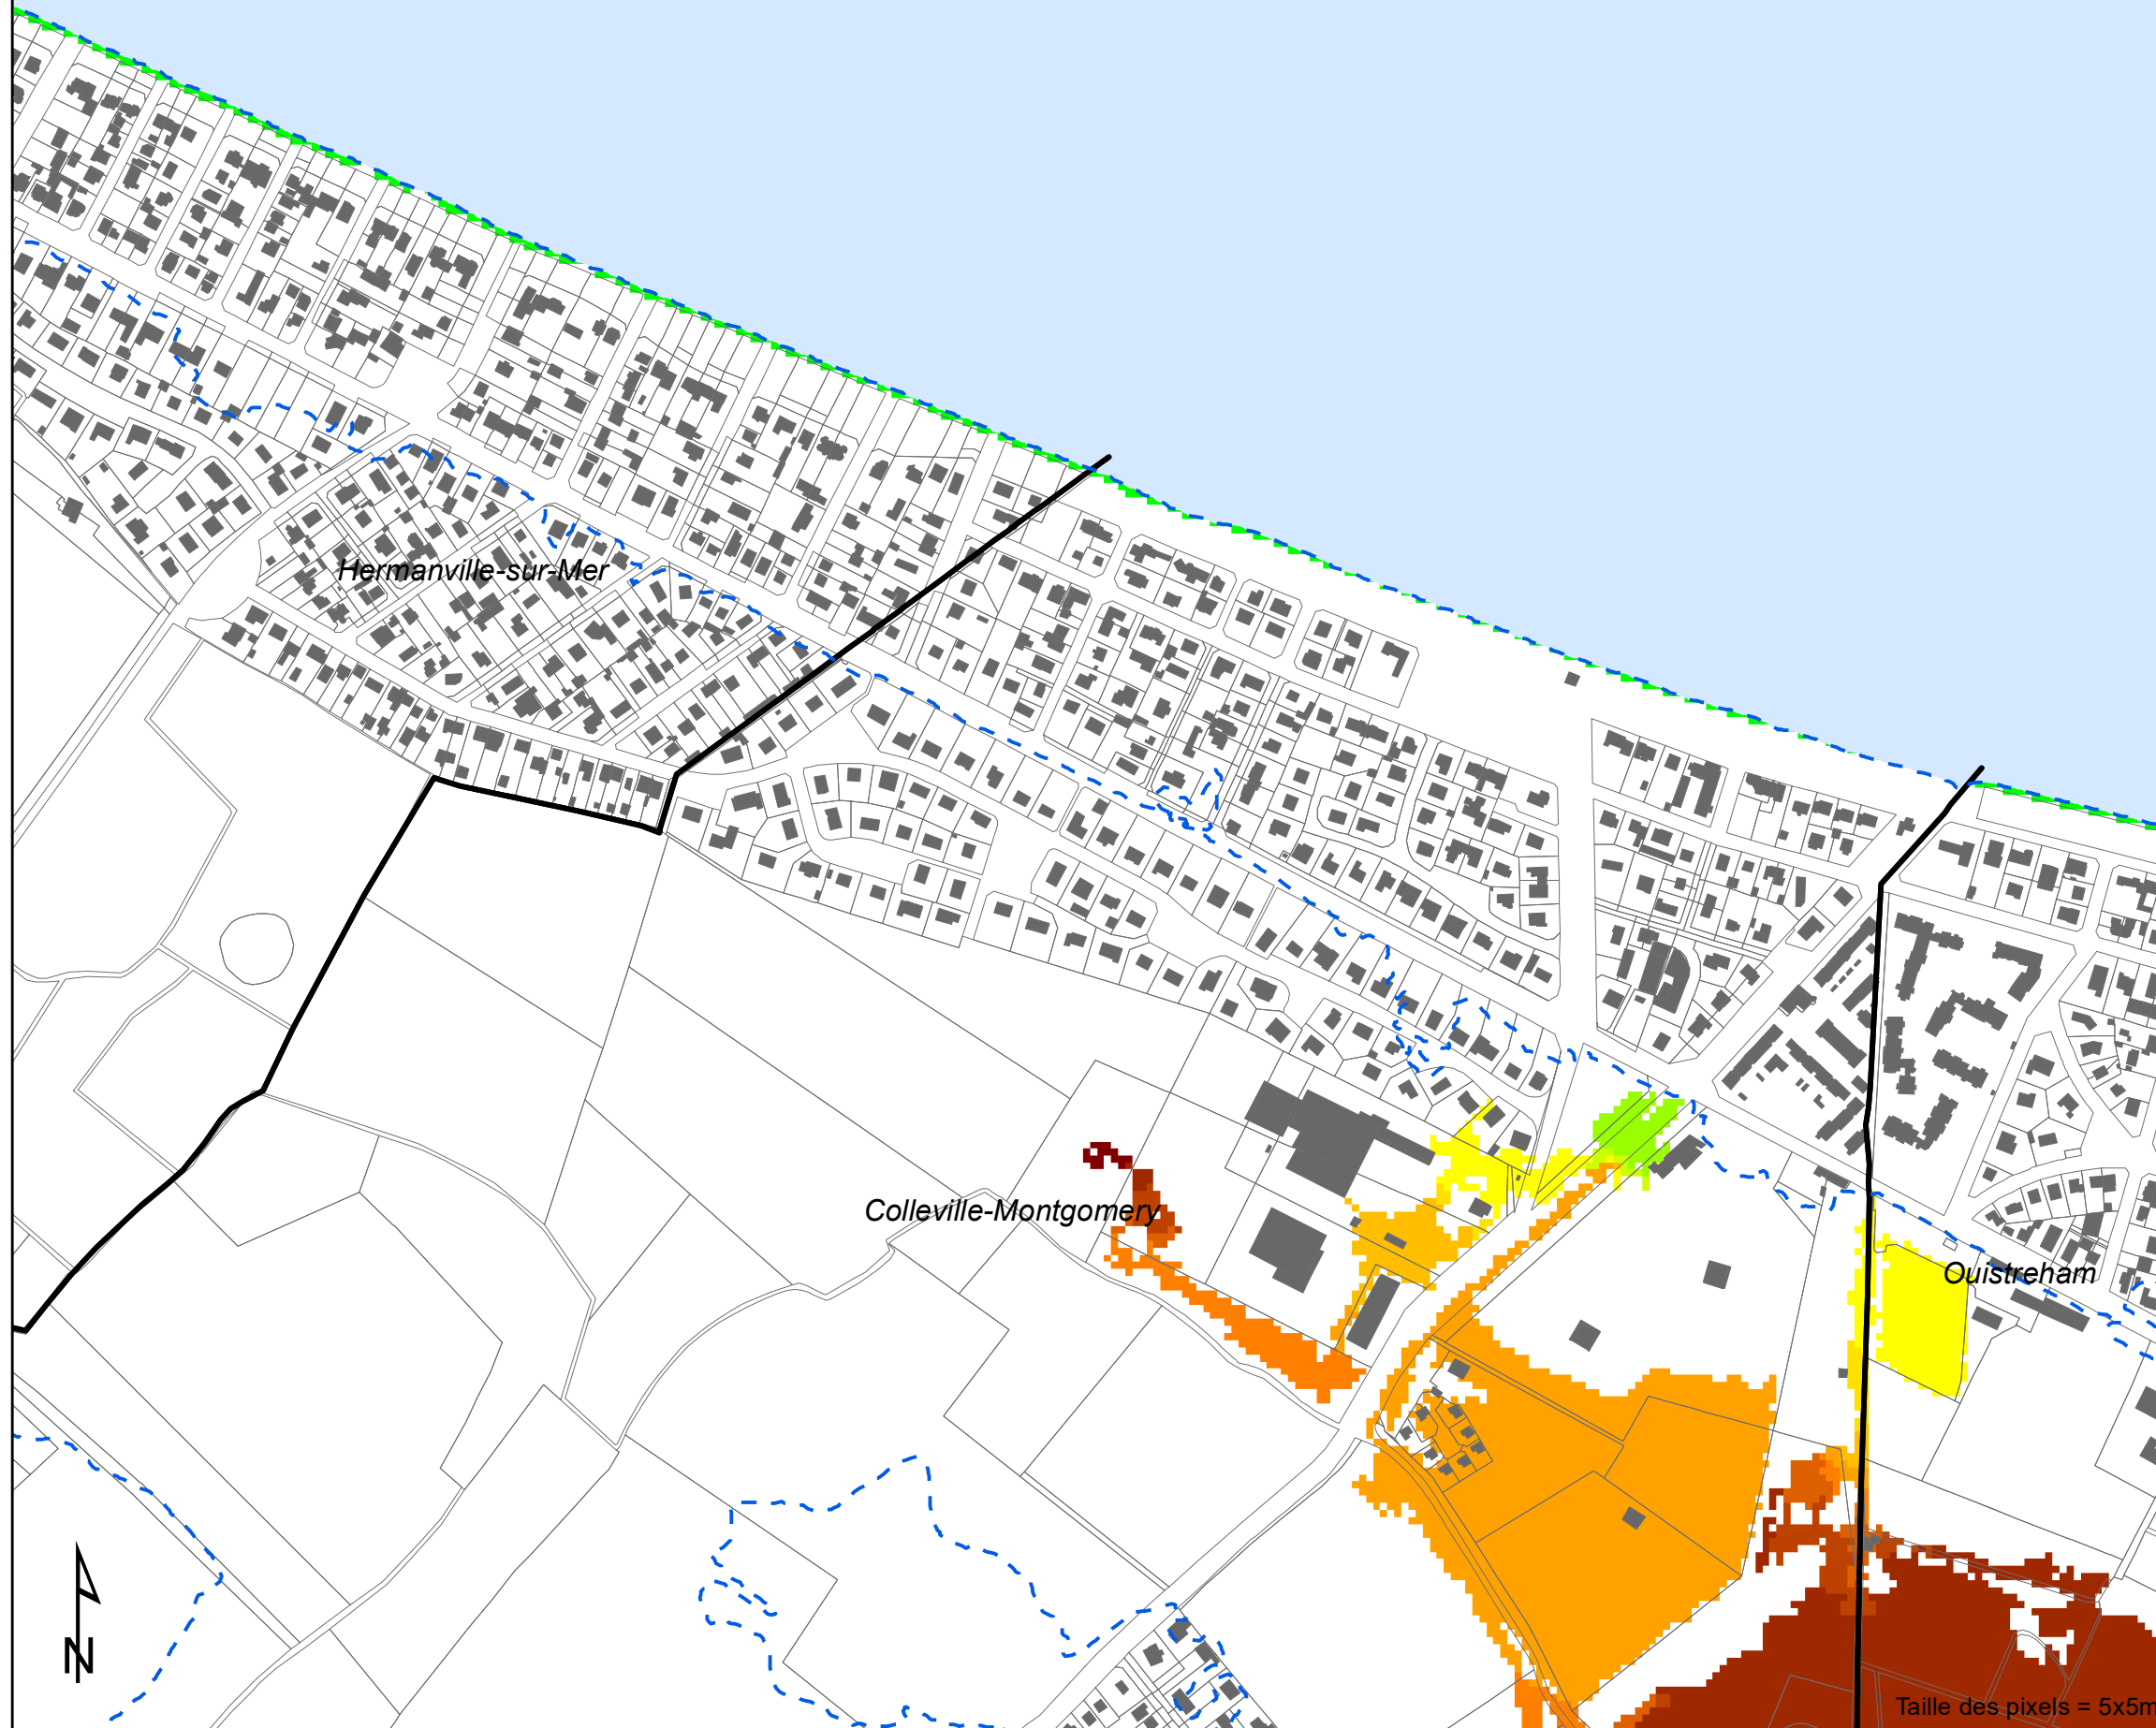 Hermanville-sur-Mer
Colleville-Montgomery
Ouistreham
N
Taille des pixels = 5x5m